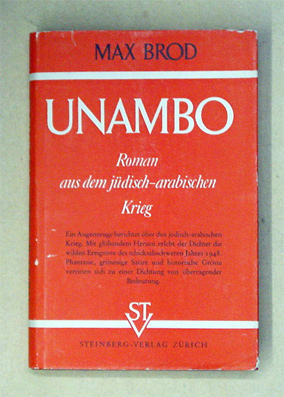 MAX BROD
UNAMBO
Roman
aus dem jüdisch-arabischen
Krieg
Ein Augenzeuge berichtet über den jüdisch-arabischen
Krieg. Mit glühendem Herzen erlebt der Dichter die
wilden Ereignisse des schicksalsschweren Jahres 1948.
Phantasie, grimmige Satire und historische Größe
vereinen sich zu einer Dichtung von überragender
Bedeutung.
STV
STEINBERG-VERLAG ZÜRICH